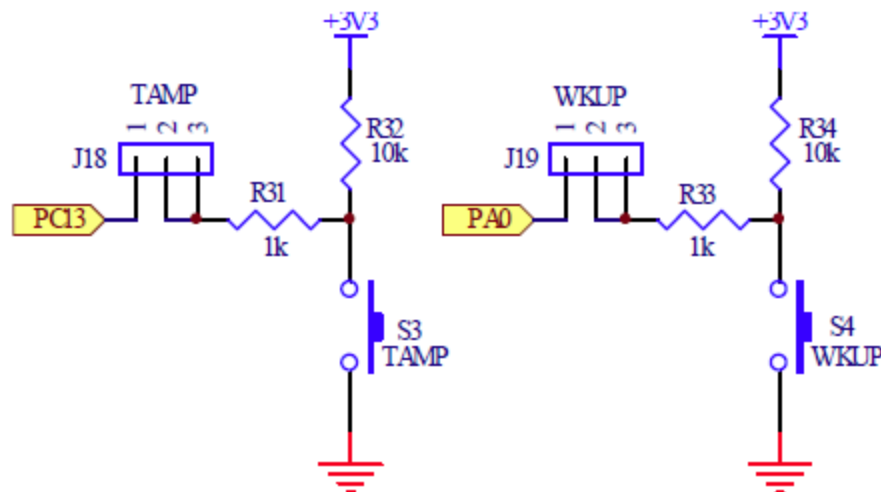 +3V3
TAMP
1 2 3
J18
R32
10k
PC13
R31
1k
S3
TAMP
+3V3
WKUP
1 2 3
J19
R34
10k
PA0
R33
1k
S4
WKUP